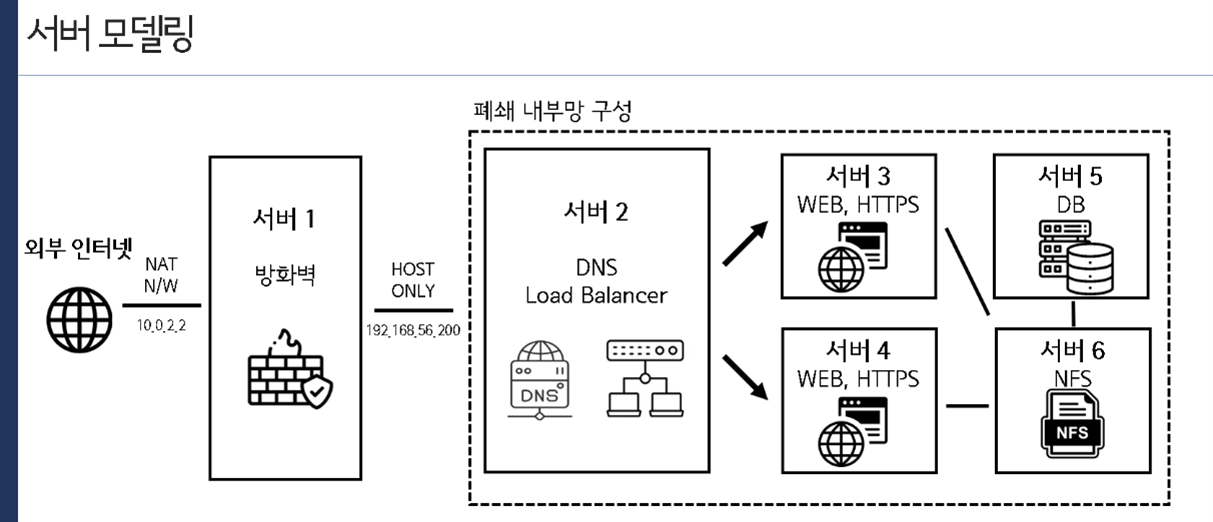 서버 모델링
폐쇄 내부망 구성
외부 인터넷
NAT
N/W
10.0.2.2
서버 1
방화벽
HOST
ONLY
192.168.56.200
서버 2
DNS
Load Balancer
DNS
서버 3
WEB, HTTPS
서버 4
WEB, HTTPS
서버 5
DB
서버 6
NFS
NFS